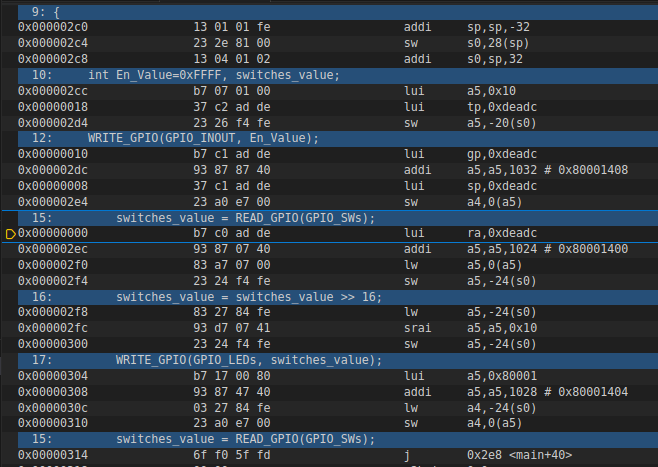 9: {
0x000002c0 13 01 01 fe addi sp,sp,-32
0x000002c4 23 2e 81 00 sw s0,28(sp)
0x000002c8 13 04 01 02 addi s0,sp,32
10: int En_Value=0xFFFF, switches_value;
0x000002cc b7 07 01 00 lui a5,0x10
0x00000018 37 c2 ad de lui tp,0xdeadc
0x000002d4 23 26 f4 fe sw a5,-20(s0)
12: WRITE_GPIO(GPIO_INOUT, En_Value);
0x00000010 b7 c1 ad de lui gp,0xdeadc
0x000002dc 93 87 87 40 addi a5,a5,1032 # 0x80001408
0x00000008 37 c1 ad de lui sp,0xdeadc
0x000002e4 23 a0 e7 00 sw a4,0(a5)
15: switches_value = READ_GPIO(GPIO_SWs);
0x00000000 b7 c0 ad de lui ra,0xdeadc
0x000002ec 93 87 07 40 addi a5,a5,1024 # 0x80001400
0x000002f0 83 a7 07 00 lw a5,0(a5)
0x000002f4 23 24 f4 fe sw a5,-24(s0)
16: switches_value = switches_value >> 16;
0x000002f8 83 27 84 fe lw a5,-24(s0)
0x000002fc 93 d7 07 41 srai a5,a5,0x10
0x00000300 23 24 f4 fe sw a5,-24(s0)
17: WRITE_GPIO(GPIO_LEDs, switches_value);
0x00000304 b7 17 00 80 lui a5,0x80001
0x00000308 93 87 47 40 addi a5,a5,1028 # 0x80001404
0x0000030c 03 27 84 fe lw a4,-24(s0)
0x00000310 23 a0 e7 00 sw a4,0(a5)
15: switches_value = READ_GPIO(GPIO_SWs);
0x00000314 6f f0 5f fd j 0x2e8 <main+40>